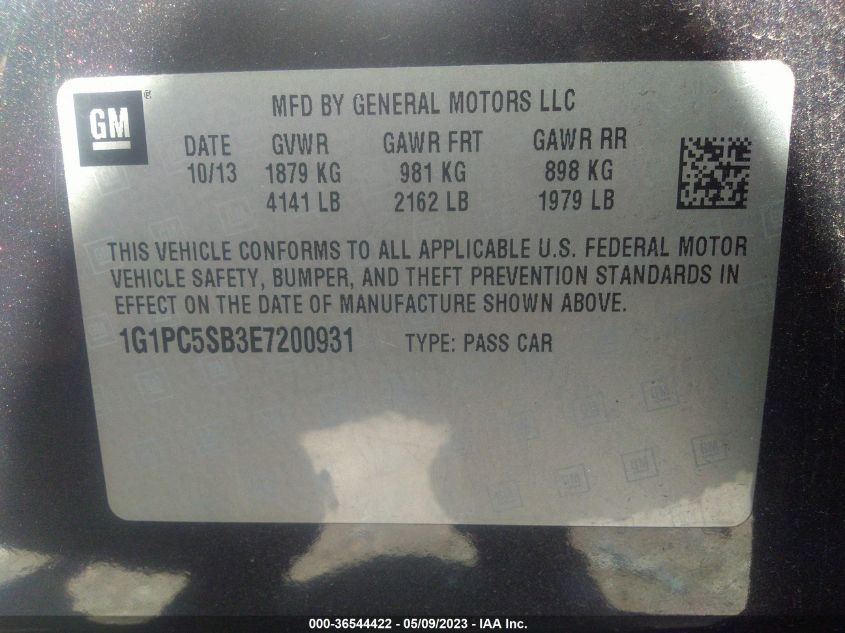 GM
MFD BY GENERAL MOTORS LLC
DATE GVWR GAWR FRT GAWR RR
10/13 1879 KG 981 KG 898 KG
4141 LB 2162 LB 1979 LB
THIS VEHICLE CONFORMS TO ALL APPLICABLE U.S. FEDERAL MOTOR
VEHICLE SAFETY, BUMPER, AND THEFT PREVENTION STANDARDS IN
EFFECT ON THE DATE OF MANUFACTURE SHOWN ABOVE.
1G1PC5SB3E7200931 TYPE: PASS CAR
000-36544422 - 05/09/2023 - IAA Inc.